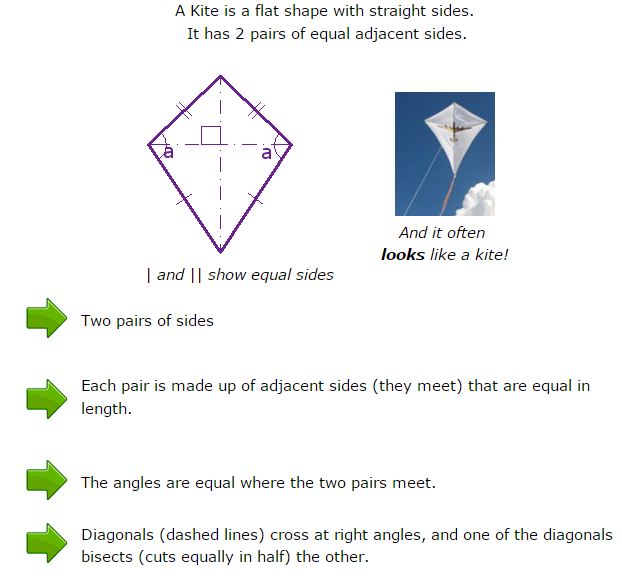 A Kite is a flat shape with straight sides.
It has 2 pairs of equal adjacent sides.
a
a
| and || show equal sides
And it often
looks like a kite!
Two pairs of sides
Each pair is made up of adjacent sides (they meet) that are equal in
length.
The angles are equal where the two pairs meet.
Diagonals (dashed lines) cross at right angles, and one of the diagonals
bisects (cuts equally in half) the other.